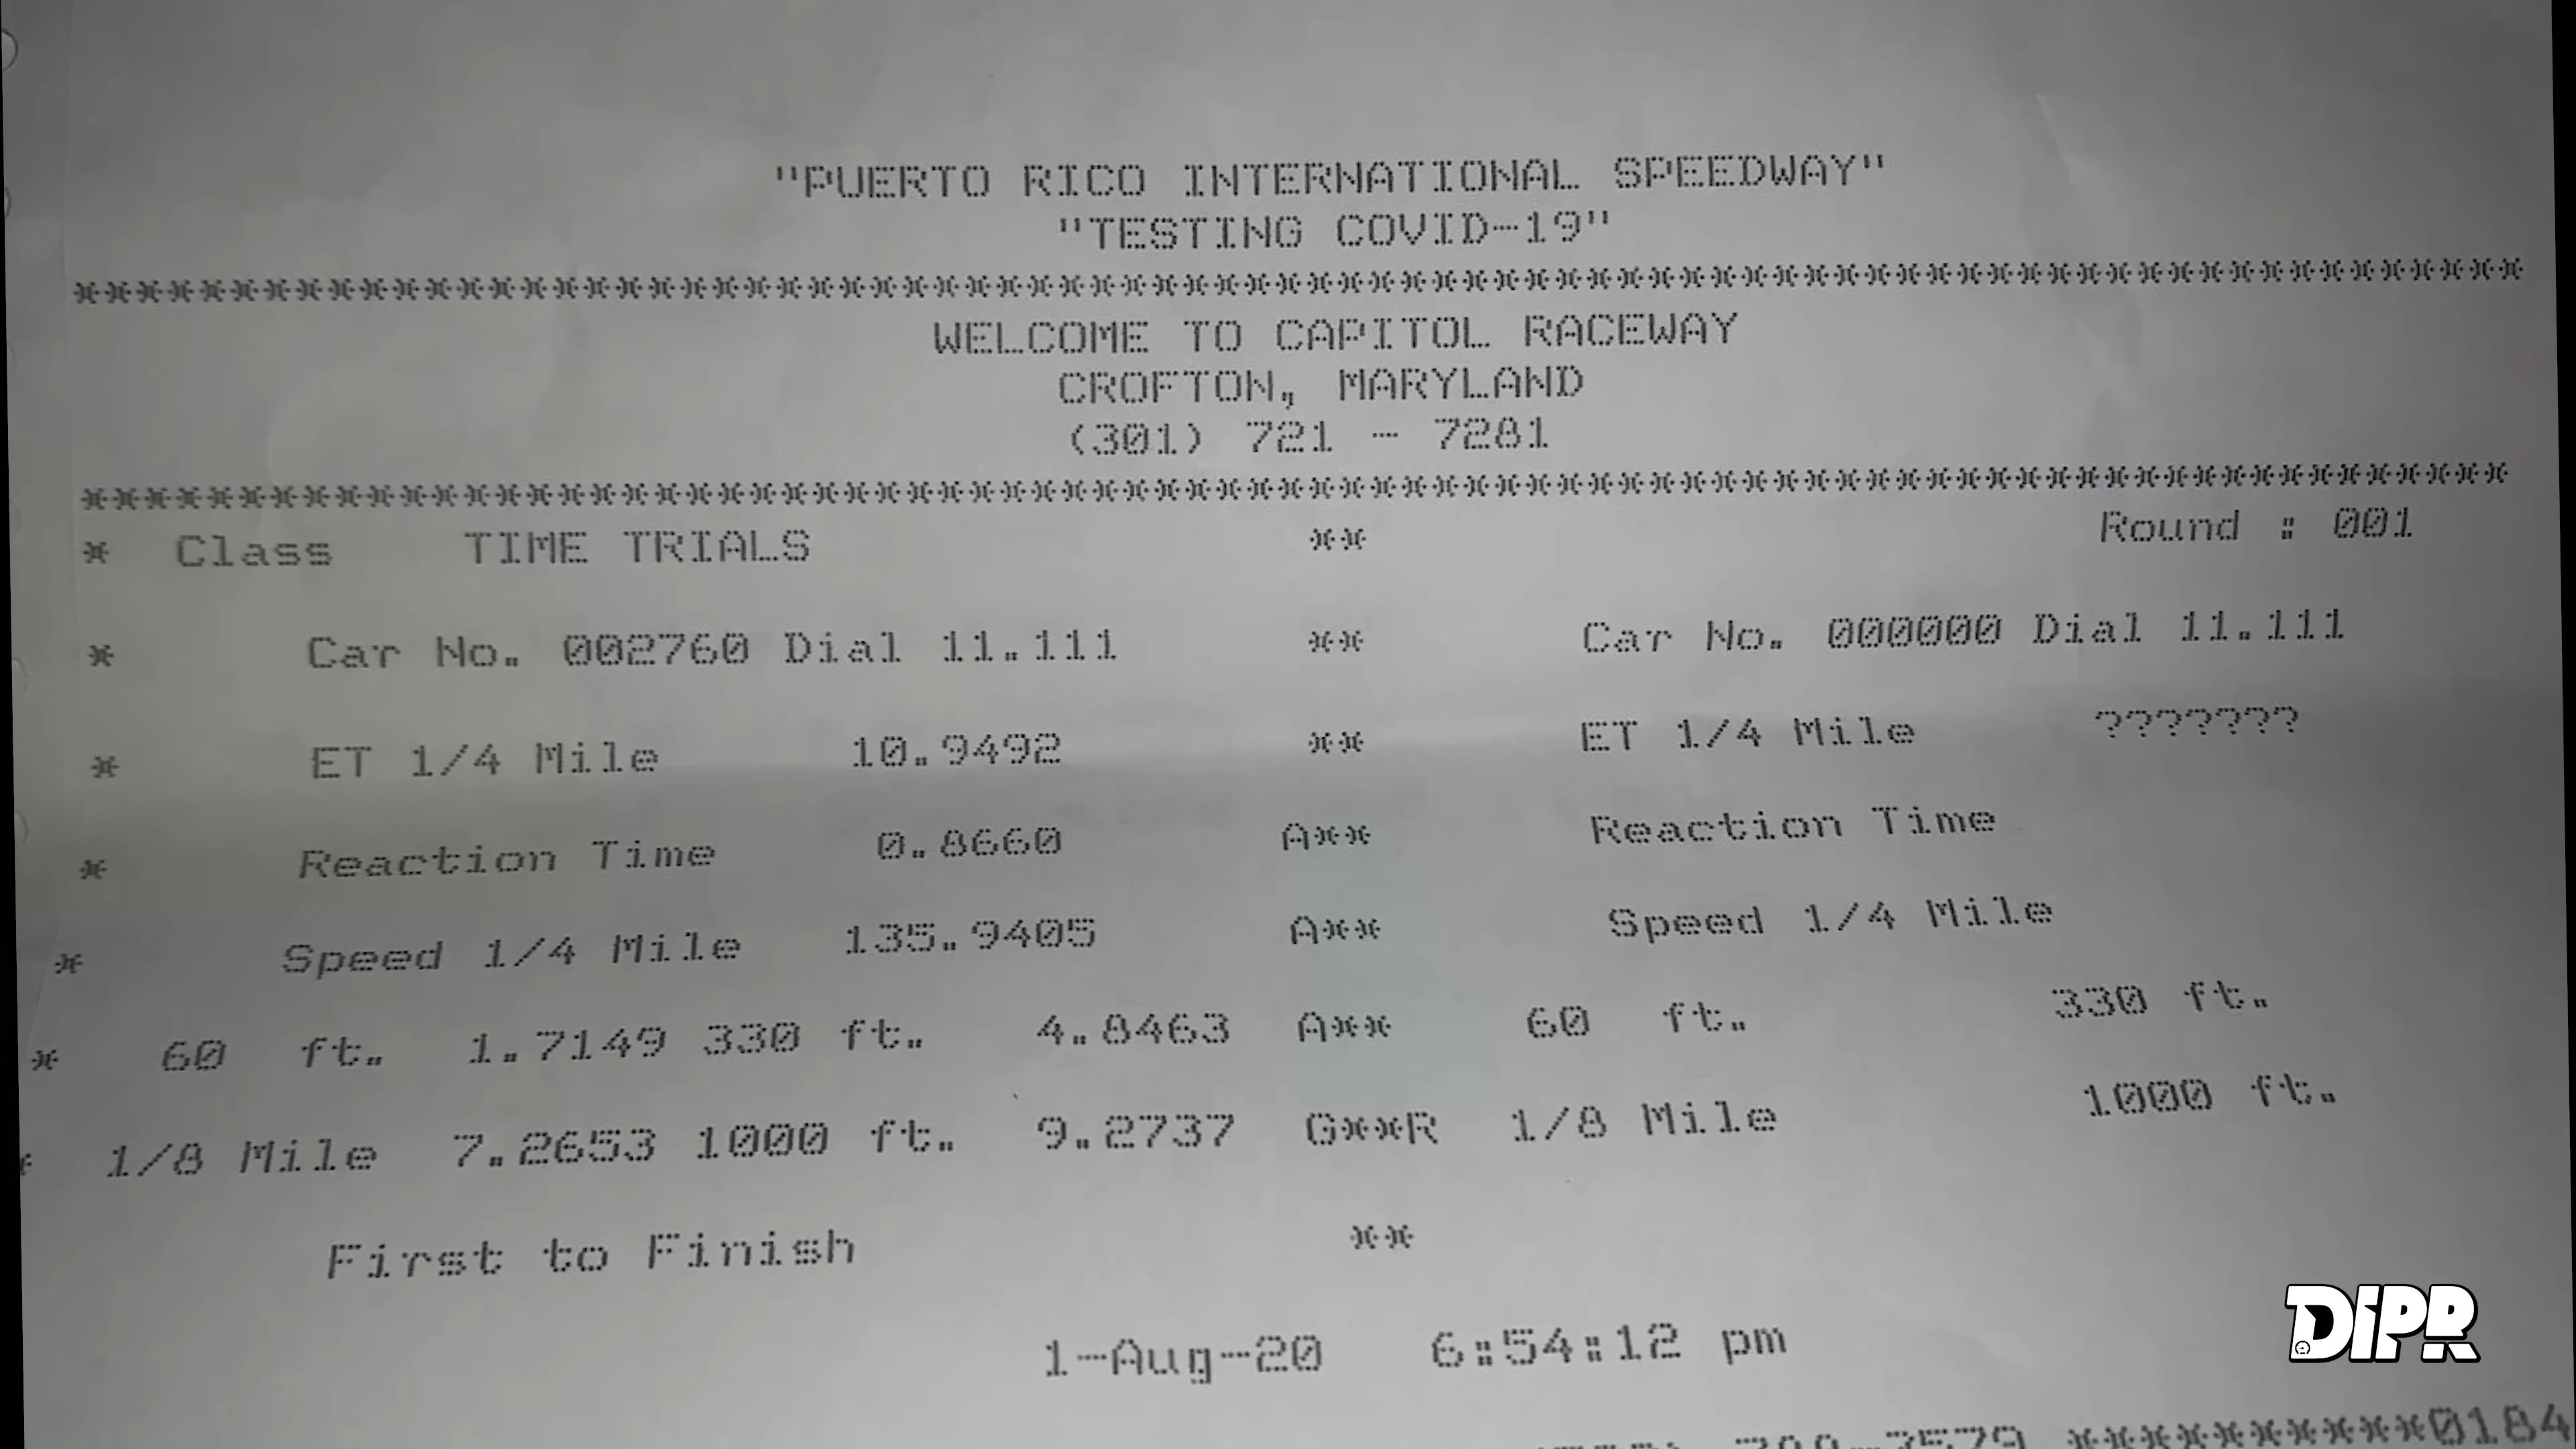 "PUERTO RICO INTERNATIONAL SPEEDWAY"
"TESTING COVID-19"
******************************************************************************
WELCOME TO CAPITOL RACEWAY
CROFTON, MARYLAND
(301) 721 - 7281
******************************************************************************
* Class TIME TRIALS ** Round : 001
* Car No. 002760 Dial 11.111 ** Car No. 000000 Dial 11.111
* ET 1/4 Mile 10.9492 ** ET 1/4 Mile ???????
* Reaction Time 0.8660 A** Reaction Time
* Speed 1/4 Mile 135.9405 A** Speed 1/4 Mile
* 60 ft. 1.7149 330 ft. 4.8463 A** 60 ft. 330 ft.
* 1/8 Mile 7.2653 1000 ft. 9.2737 G**R 1/8 Mile 1000 ft.
First to Finish **
1-Aug-20 6:54:12 pm
***********0184
DIPR